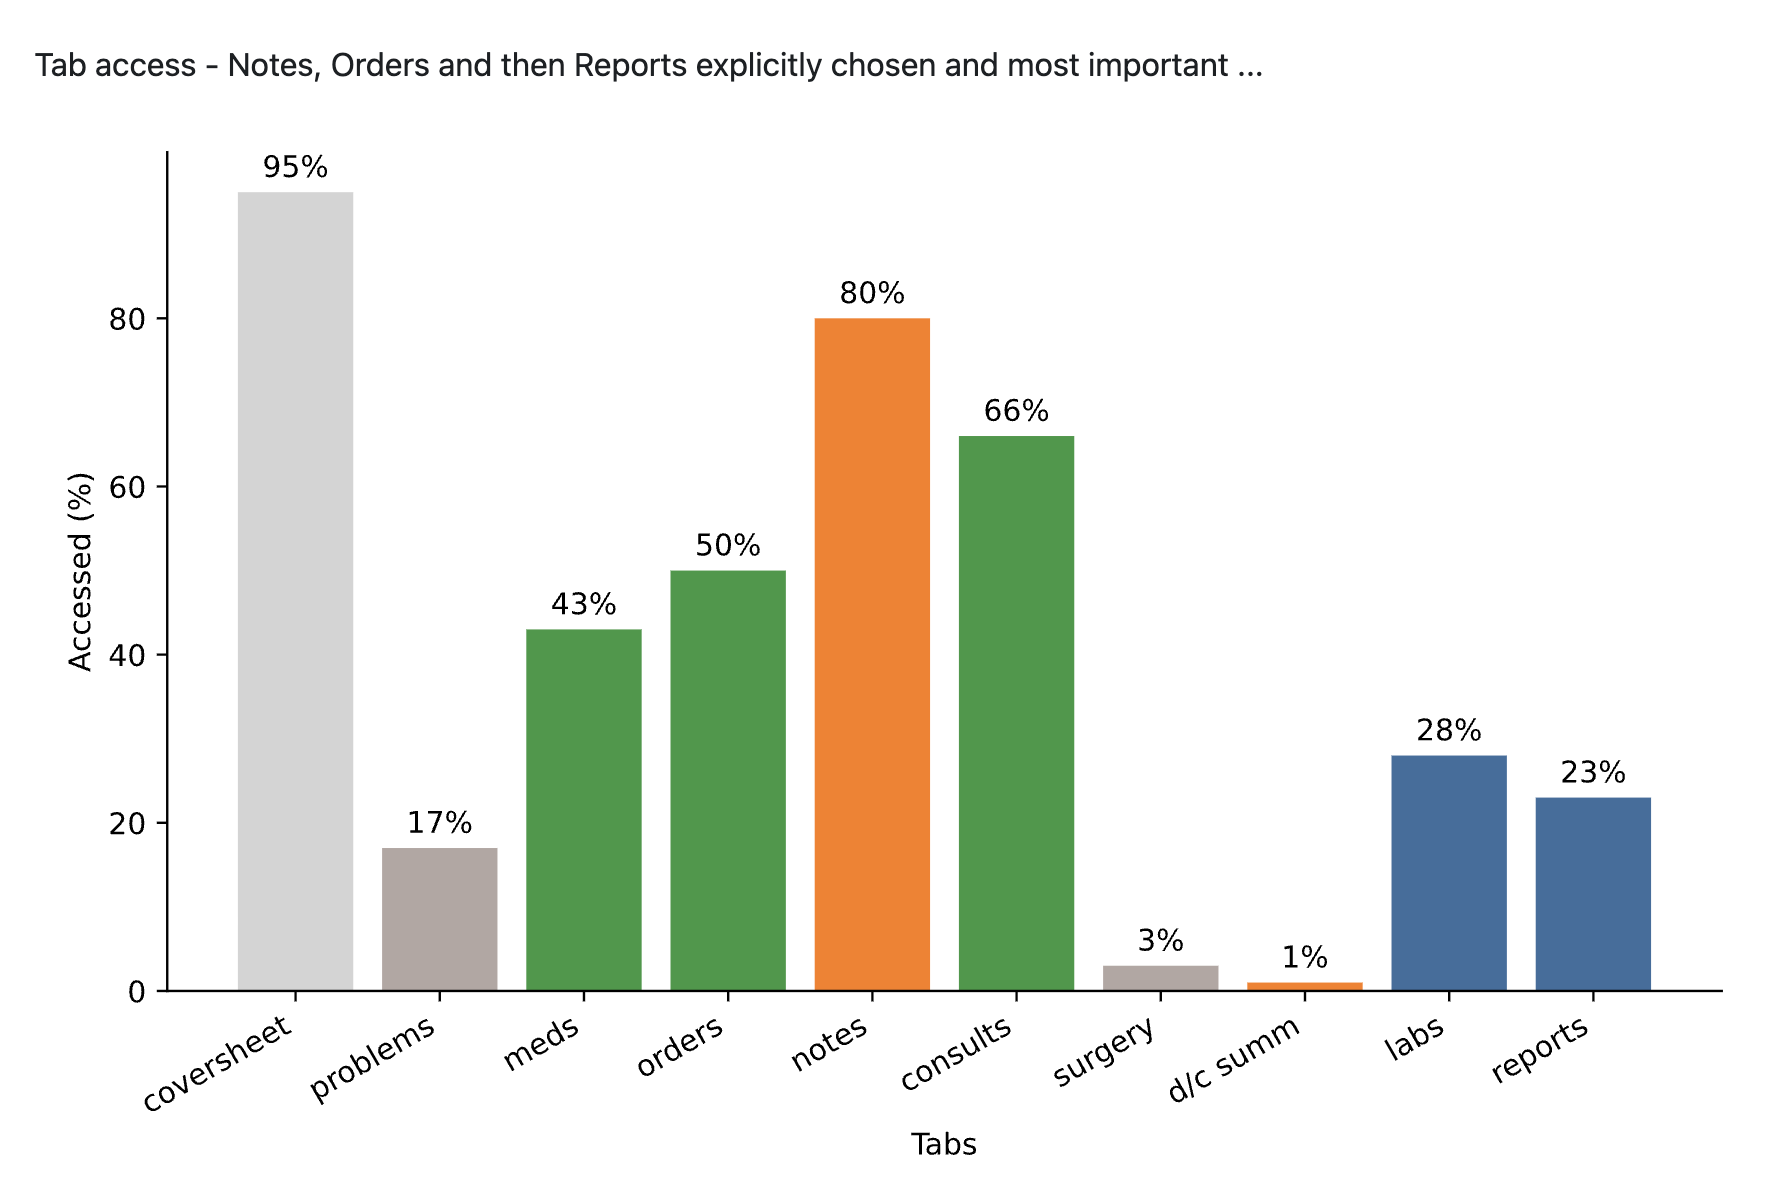 Tab access - Notes, Orders and then Reports explicitly chosen and most important ...
95%
80%
66%
50%
43%
28%
23%
17%
3%
1%
Accessed (%)
80
60
40
20
0
coversheet
problems
meds
orders
notes
consults
surgery
d/c summ
labs
reports
Tabs